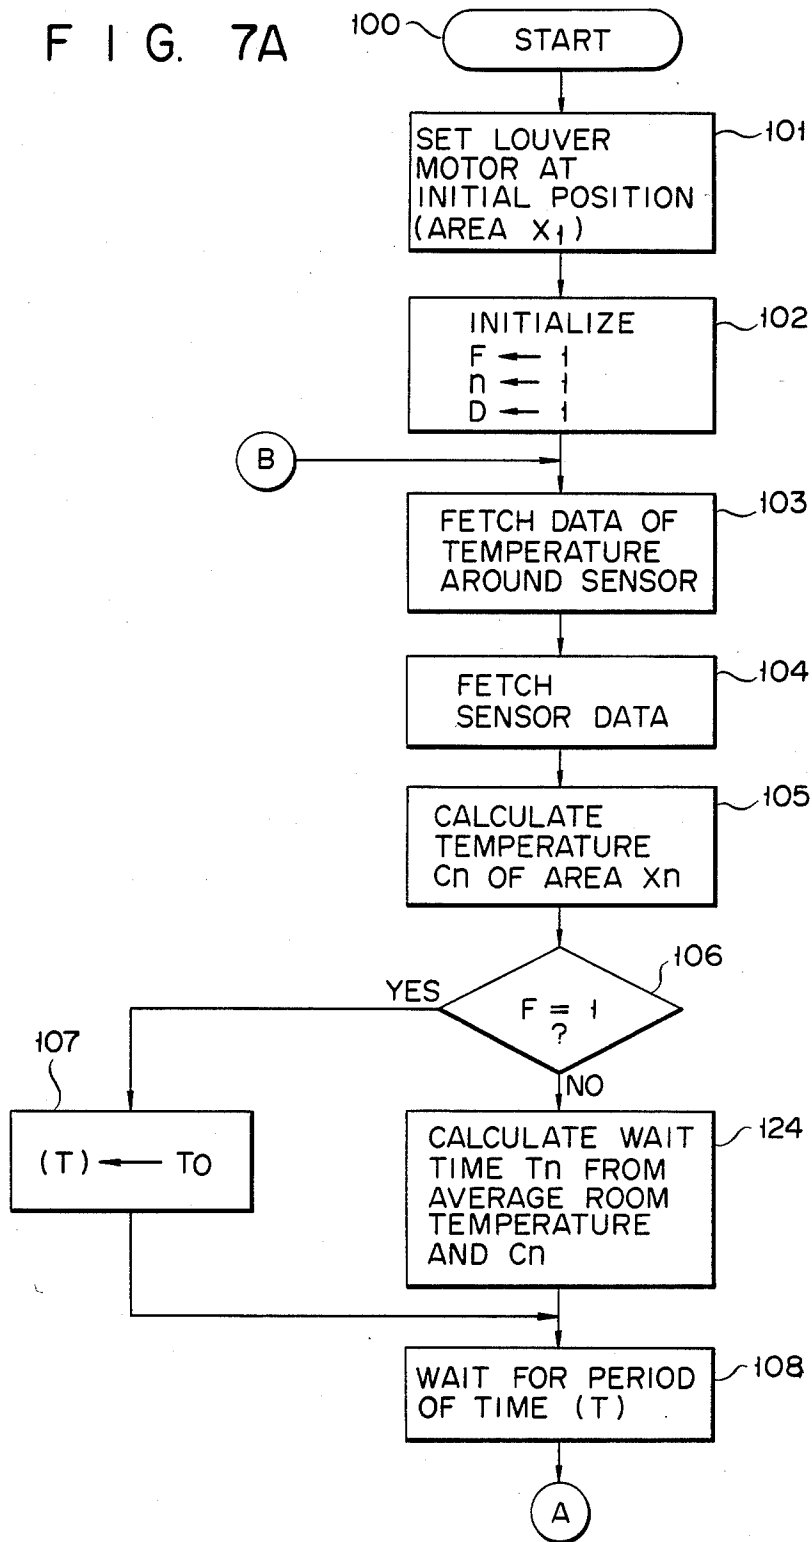 FIG. 7A
100
START
101
SET LOUVER
MOTOR AT
INITIAL POSITION
(AREA X1)
102
INITIALIZE
F ← 1
n ← 1
D ← 1
B
103
FETCH DATA OF
TEMPERATURE
AROUND SENSOR
104
FETCH
SENSOR DATA
105
CALCULATE
TEMPERATURE
Cn OF AREA Xn
106
YES
F = 1
?
NO
107
(T) ← To
124
CALCULATE WAIT
TIME Tn FROM
AVERAGE ROOM
TEMPERATURE
AND Cn
108
WAIT FOR PERIOD
OF TIME (T)
A